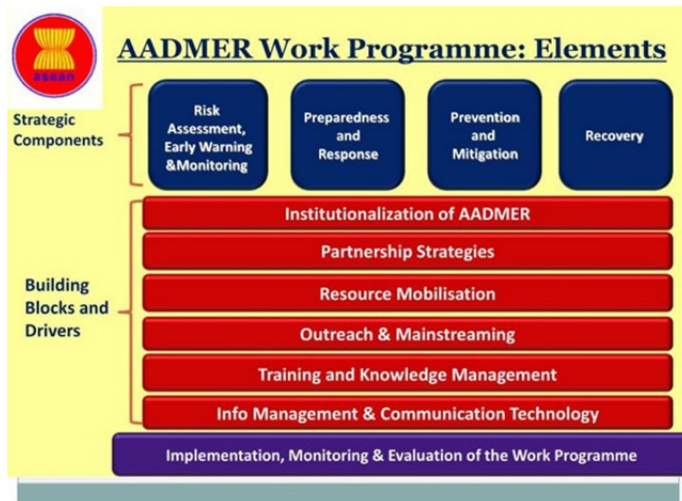 asean
AADMER Work Programme: Elements
Strategic
Components
Risk
Assessment,
Early Warning
&Monitoring
Preparedness
and
Response
Prevention
and
Mitigation
Recovery
Building
Blocks and
Drivers
Institutionalization of AADMER
Partnership Strategies
Resource Mobilisation
Outreach & Mainstreaming
Training and Knowledge Management
Info Management & Communication Technology
Implementation, Monitoring & Evaluation of the Work Programme